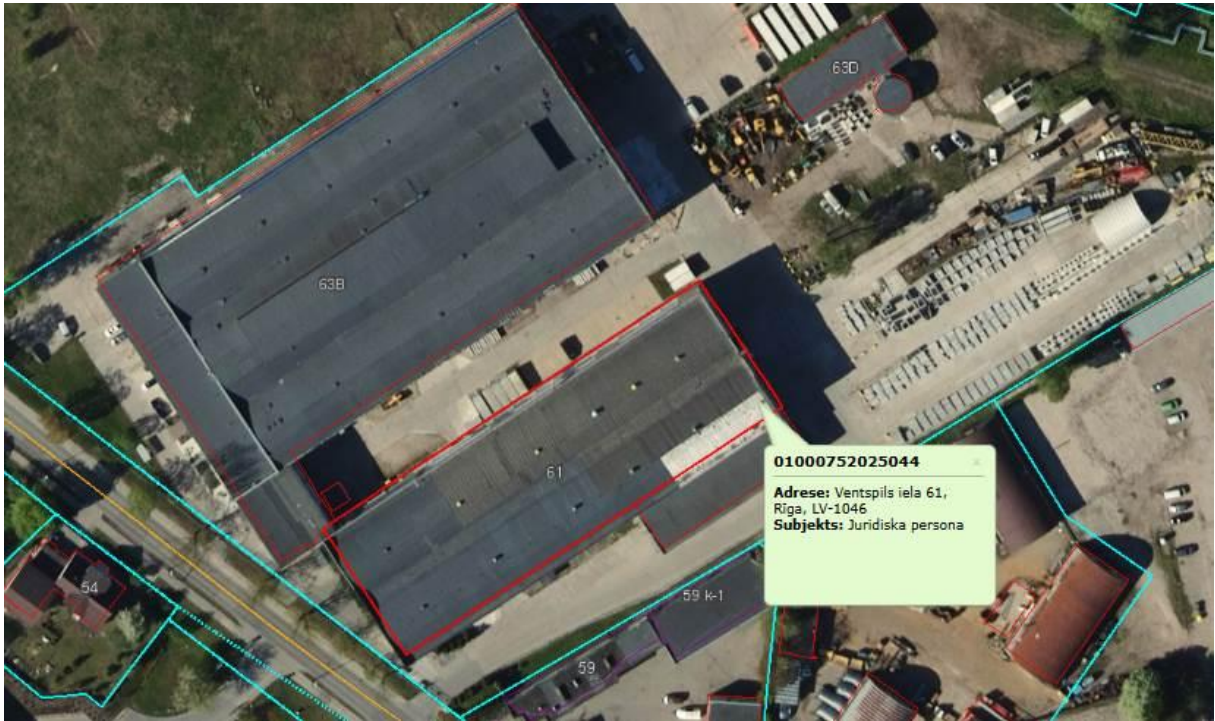 63D
63B
61
01000752025044
Adrese: Ventspils iela 61,
Rīga, LV-1046
Subjekts: Juridiska persona
54
59 k-1
59